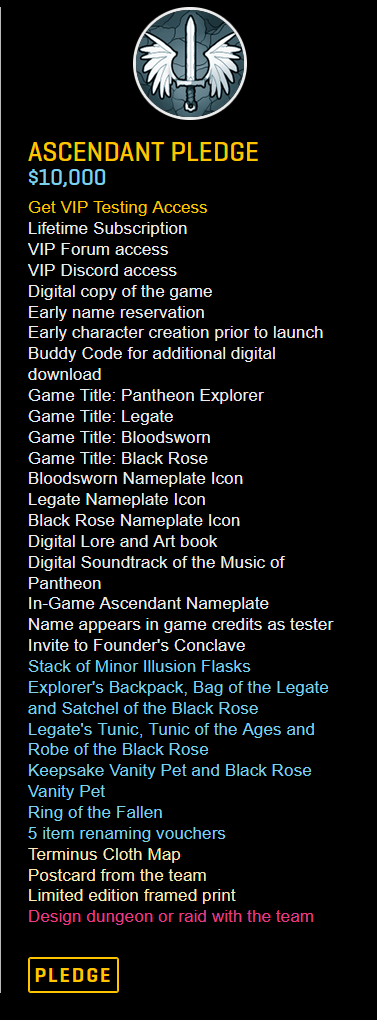 ASCENDANT PLEDGE
$10,000
Get VIP Testing Access
Lifetime Subscription
VIP Forum access
VIP Discord access
Digital copy of the game
Early name reservation
Early character creation prior to launch
Buddy Code for additional digital
download
Game Title: Pantheon Explorer
Game Title: Legate
Game Title: Bloodsworn
Game Title: Black Rose
Bloodsworn Nameplate Icon
Legate Nameplate Icon
Black Rose Nameplate Icon
Digital Lore and Art book
Digital Soundtrack of the Music of
Pantheon
In-Game Ascendant Nameplate
Name appears in game credits as tester
Invite to Founder's Conclave
Stack of Minor Illusion Flasks
Explorer's Backpack, Bag of the Legate
and Satchel of the Black Rose
Legate's Tunic, Tunic of the Ages and
Robe of the Black Rose
Keepsake Vanity Pet and Black Rose
Vanity Pet
Ring of the Fallen
5 item renaming vouchers
Terminus Cloth Map
Postcard from the team
Limited edition framed print
Design dungeon or raid with the team
PLEDGE